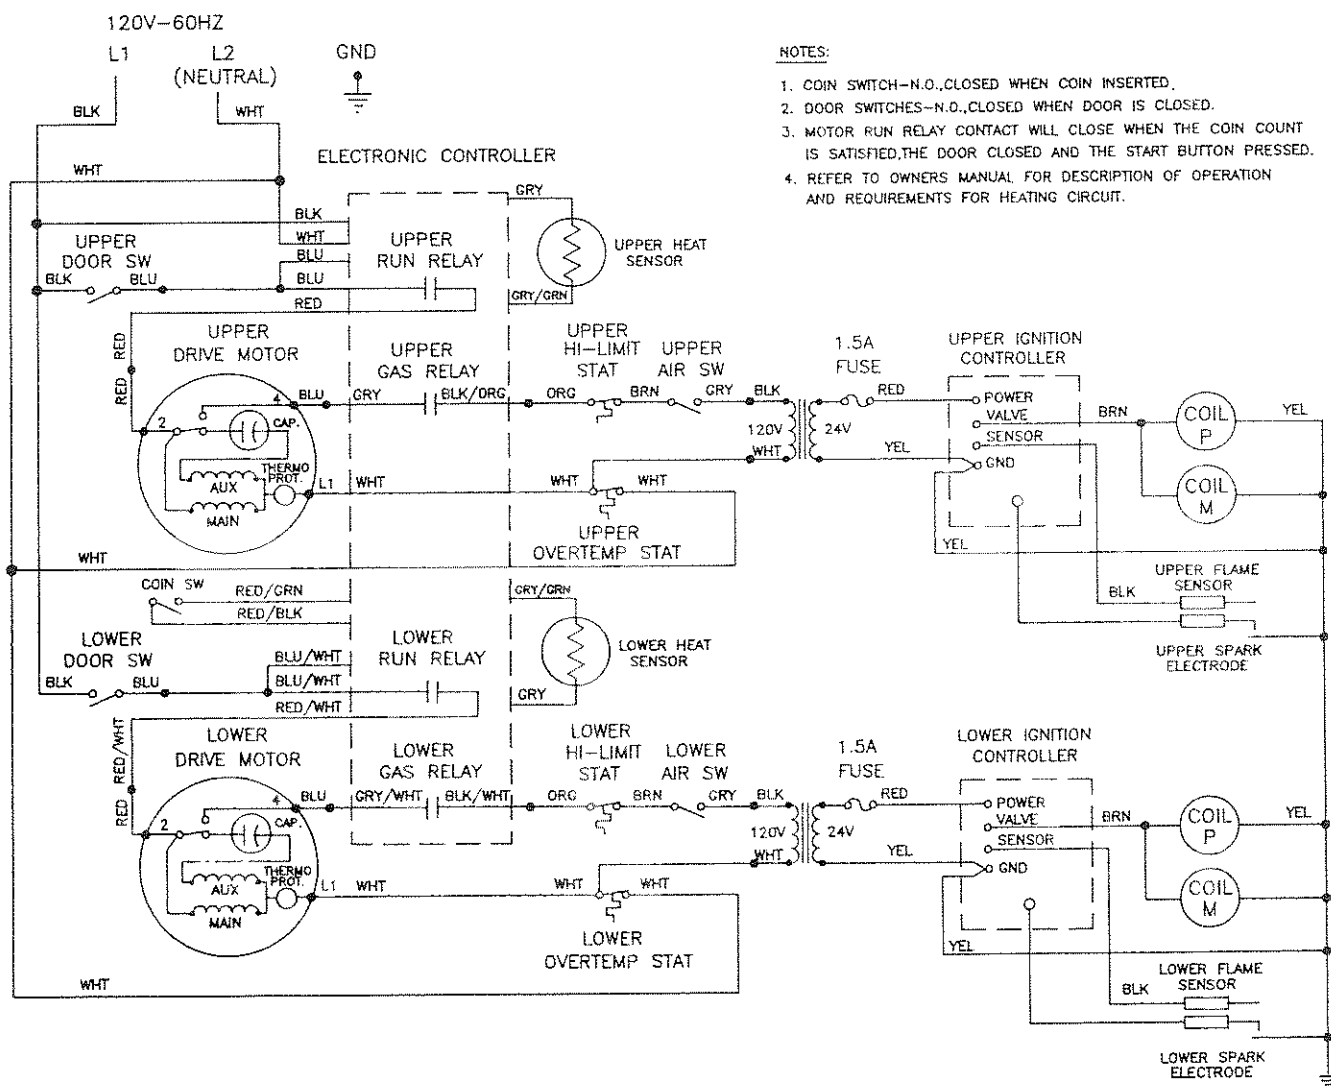 120V-60HZ
L1
L2
(NEUTRAL)
GND
BLK
WHT
WHT
NOTES:
1. COIN SWITCH-N.O.,CLOSED WHEN COIN INSERTED.
2. DOOR SWITCHES-N.O.,CLOSED WHEN DOOR IS CLOSED.
3. MOTOR RUN RELAY CONTACT WILL CLOSE WHEN THE COIN COUNT
IS SATISFIED,THE DOOR CLOSED AND THE START BUTTON PRESSED.
4. REFER TO OWNERS MANUAL FOR DESCRIPTION OF OPERATION
AND REQUIREMENTS FOR HEATING CIRCUIT.
ELECTRONIC CONTROLLER
GRY
BLK
WHT
BLU
BLU
RED
UPPER
DOOR SW
BLK
BLU
UPPER
RUN RELAY
UPPER HEAT
SENSOR
GRY/GRN
RED
RED
UPPER
DRIVE MOTOR
UPPER
GAS RELAY
UPPER
HI-LIMIT
STAT
UPPER
AIR SW
1.5A
FUSE
UPPER IGNITION
CONTROLLER
4
BLU
GRY
BLK/ORG
ORG
BRN
GRY
BLK
RED
POWER
VALVE
SENSOR
GND
BRN
COIL
P
YEL
2
CAP.
120V
24V
WHT
YEL
THERMO
PROT.
AUX
MAIN
L1
WHT
WHT
WHT
COIL
M
UPPER
OVERTEMP STAT
YEL
WHT
COIN SW
RED/GRN
RED/BLK
GRY/GRN
UPPER FLAME
SENSOR
BLK
UPPER SPARK
ELECTRODE
LOWER
DOOR SW
BLK
BLU
BLU/WHT
BLU/WHT
RED/WHT
LOWER
RUN RELAY
LOWER HEAT
SENSOR
GRY
RED/WHT
RED
LOWER
DRIVE MOTOR
LOWER
GAS RELAY
LOWER
HI-LIMIT
STAT
LOWER
AIR SW
1.5A
FUSE
LOWER IGNITION
CONTROLLER
4
BLU
GRY/WHT
BLK/WHT
ORG
BRN
GRY
BLK
RED
POWER
VALVE
SENSOR
GND
BRN
COIL
P
YEL
2
CAP.
120V
24V
WHT
YEL
THERMO
PROT.
AUX
MAIN
L1
WHT
WHT
WHT
COIL
M
LOWER
OVERTEMP STAT
YEL
WHT
LOWER FLAME
SENSOR
BLK
LOWER SPARK
ELECTRODE